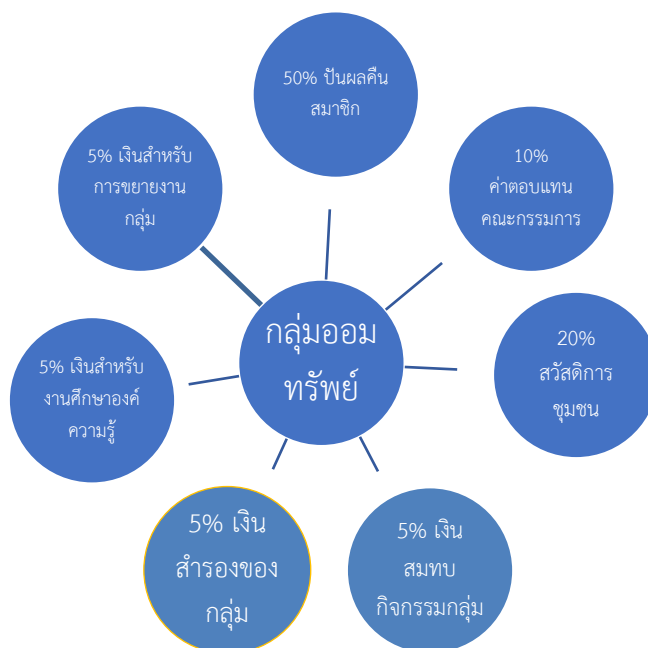 50% ปันผลคืน
สมาชิก
10%
ค่าตอบแทน
คณะกรรมการ
20%
สวัสดิการ
ชุมชน
5% เงิน
สมทบ
กิจกรรมกลุ่ม
5% เงิน
สำรองของ
กลุ่ม
5% เงินสำหรับ
งานศึกษาองค์
ความรู้
5% เงินสำหรับ
การขยายงาน
กลุ่ม
กลุ่มออม
ทรัพย์